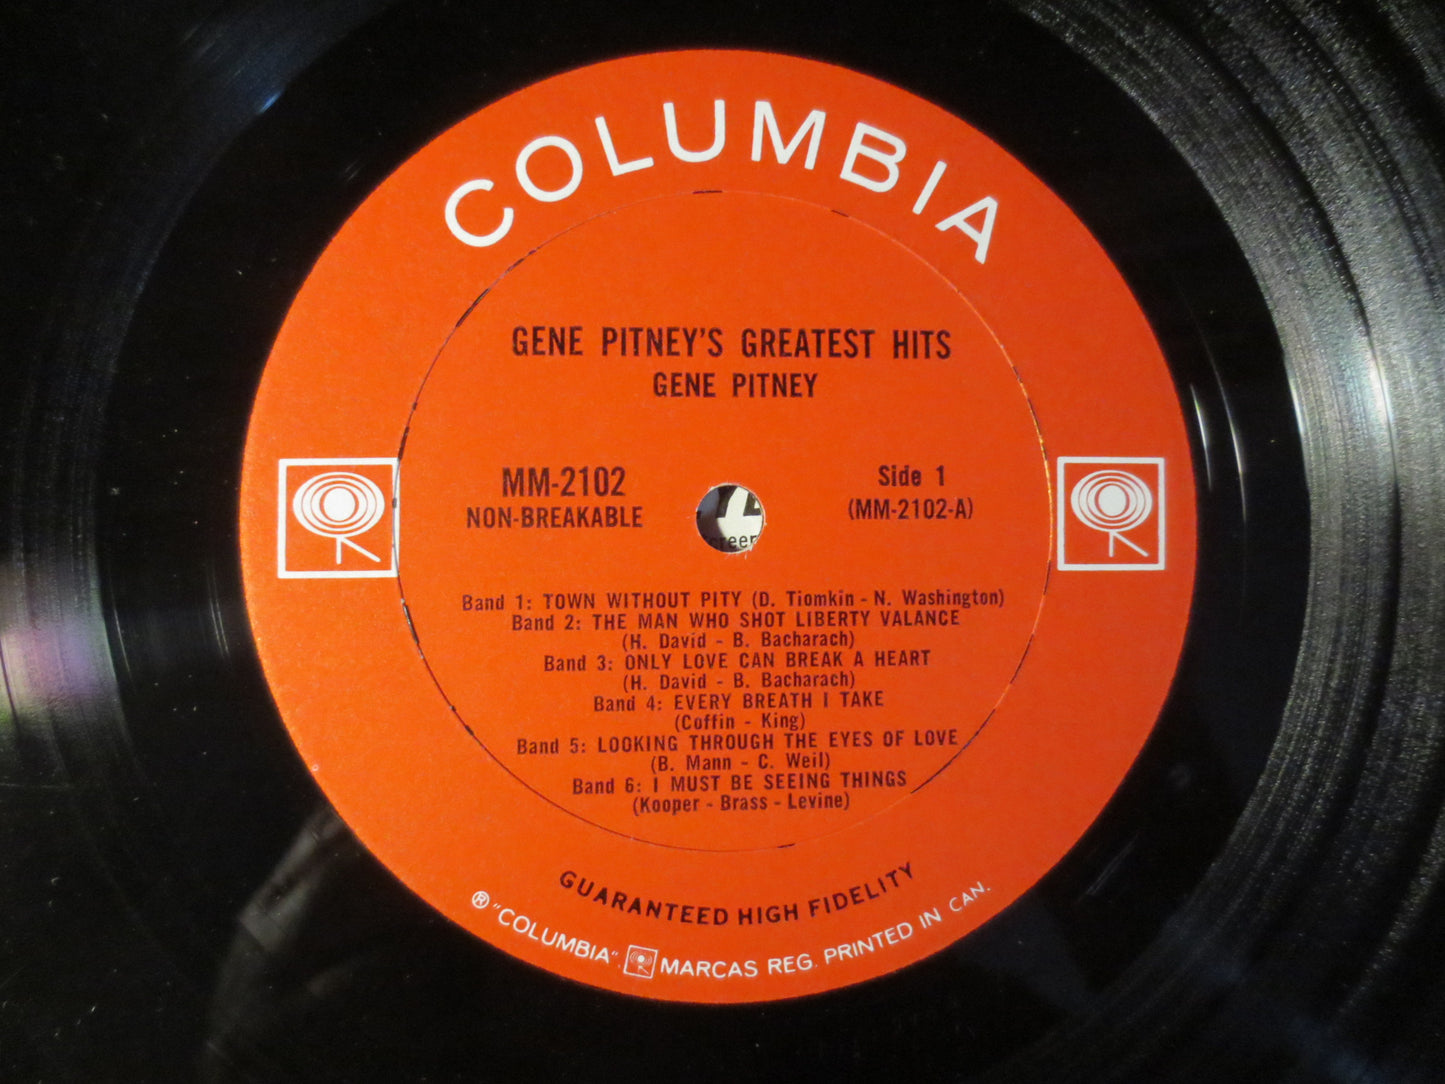 COLUMBIA
GENE PITNEY'S GREATEST HITS
GENE PITNEY
MM-2102
NON-BREAKABLE
Side 1
(MM-2102-A)
Band 1: TOWN WITHOUT PITY (D. Tiomkin - N. Washington)
Band 2: THE MAN WHO SHOT LIBERTY VALANCE
(H. David - B. Bacharach)
Band 3: ONLY LOVE CAN BREAK A HEART
(H. David - B. Bacharach)
Band 4: EVERY BREATH I TAKE
(Coffin - King)
Band 5: LOOKING THROUGH THE EYES OF LOVE
(B. Mann - C. Weil)
Band 6: I MUST BE SEEING THINGS
(Kooper - Brass - Levine)
GUARANTEED HIGH FIDELITY
® "COLUMBIA". MARCAS REG. PRINTED IN CAN.